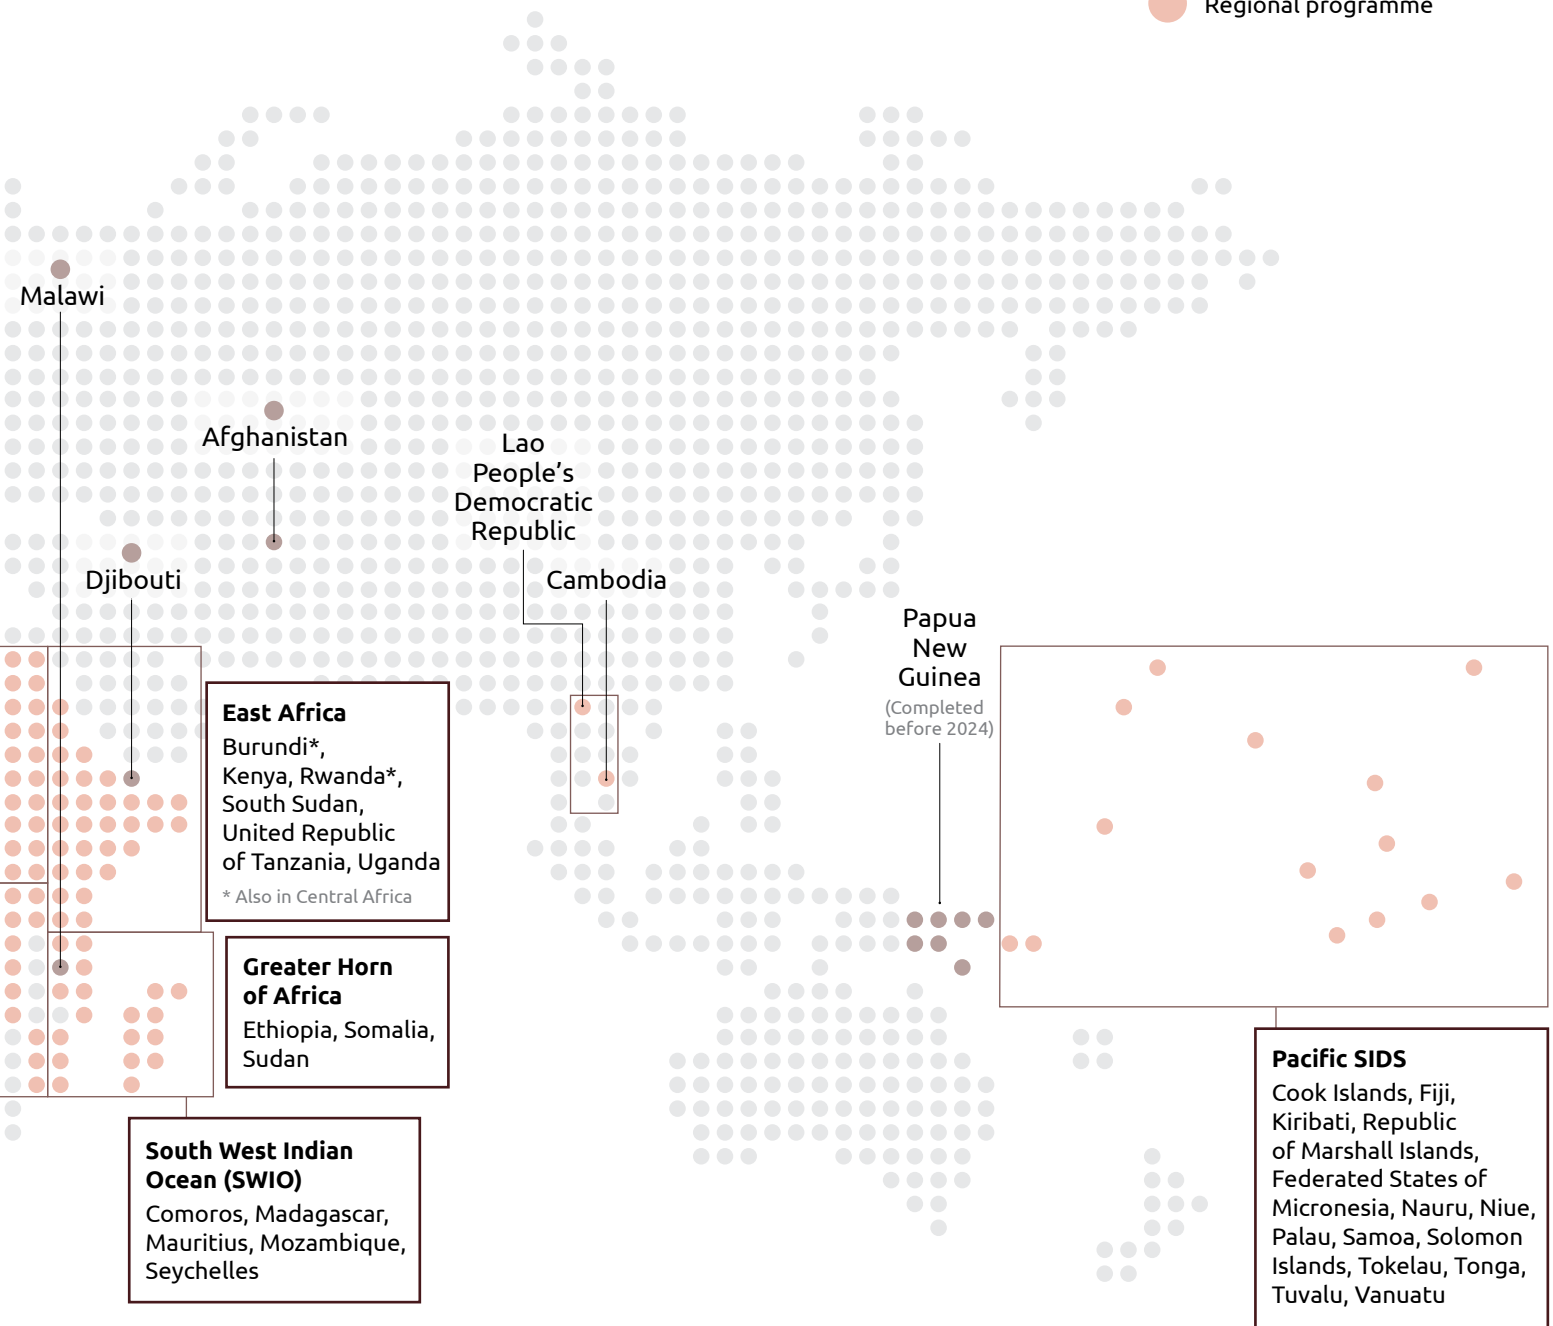 Regional programme
Malawi
Afghanistan
Lao
People’s
Democratic
Republic
Djibouti
Cambodia
Papua
New
Guinea
(Completed
before 2024)
East Africa
Burundi*,
Kenya, Rwanda*,
South Sudan,
United Republic
of Tanzania, Uganda
* Also in Central Africa
Greater Horn
of Africa
Ethiopia, Somalia,
Sudan
South West Indian
Ocean (SWIO)
Comoros, Madagascar,
Mauritius, Mozambique,
Seychelles
Pacific SIDS
Cook Islands, Fiji,
Kiribati, Republic
of Marshall Islands,
Federated States of
Micronesia, Nauru, Niue,
Palau, Samoa, Solomon
Islands, Tokelau, Tonga,
Tuvalu, Vanuatu